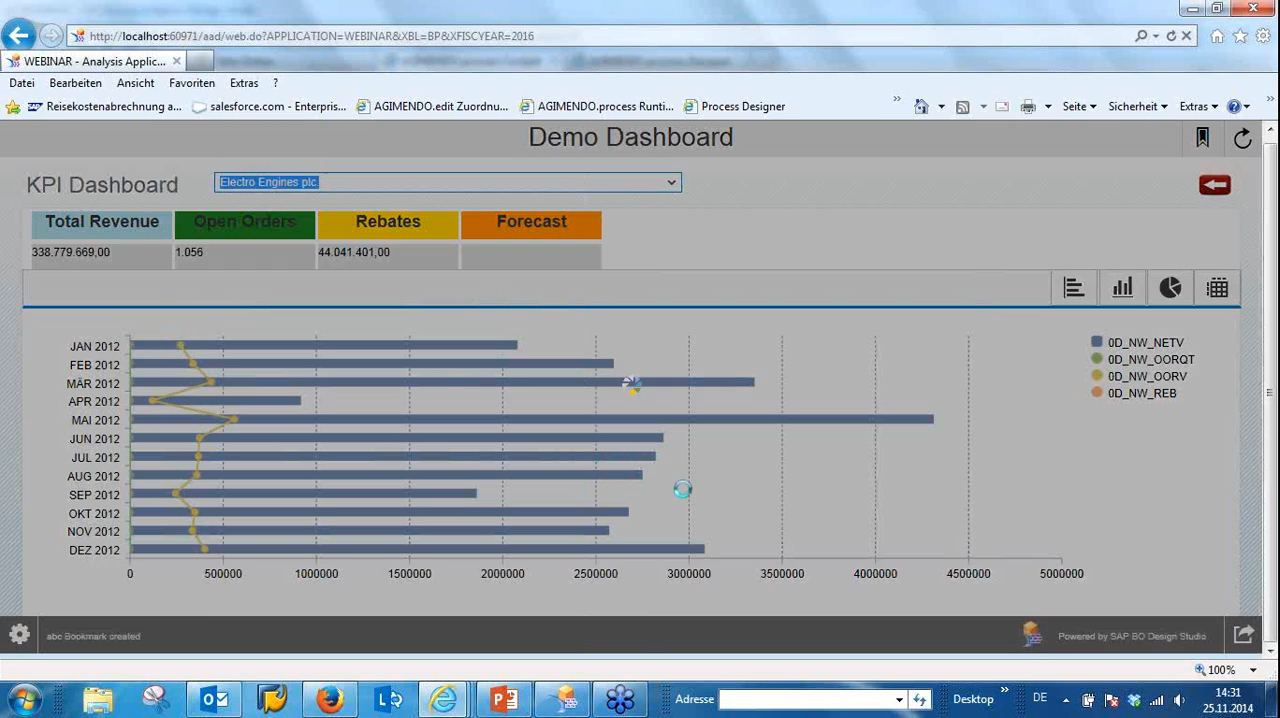 http://localhost:60971/aad/web.do?APPLICATION=WEBINAR&XBL=BP&XFISCYEAR=2016
WEBINAR - Analysis Applic...
Datei Bearbeiten Ansicht Favoriten Extras ?
Reisekostenabrechnung a... salesforce.com - Enterpris... AGIMENDO.edit Zuordnu... AGIMENDO.process Runti... Process Designer » Seite Sicherheit Extras »
Demo Dashboard
KPI Dashboard Electro Engines plc.
Total Revenue Open Orders Rebates Forecast
338.779.669,00 1.056 44.041.401,00
JAN 2012
FEB 2012
MÄR 2012
APR 2012
MAI 2012
JUN 2012
JUL 2012
AUG 2012
SEP 2012
OKT 2012
NOV 2012
DEZ 2012
0 500000 1000000 1500000 2000000 2500000 3000000 3500000 4000000 4500000 5000000
0D_NW_NETV
0D_NW_OORQT
0D_NW_OORV
0D_NW_REB
abc Bookmark created Powered by SAP BO Design Studio
100%
Adresse Desktop » DE 14:31
25.11.2014